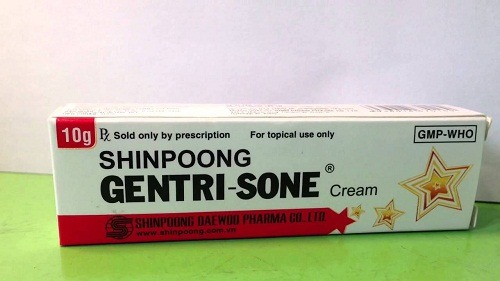 10g
℞ Sold only by prescription For topical use only GMP-WHO
SHINPOONG
GENTRI-SONE® Cream
SHINPOONG DAEWOO PHARMA CO., LTD.
www.shinpoong.com.vn